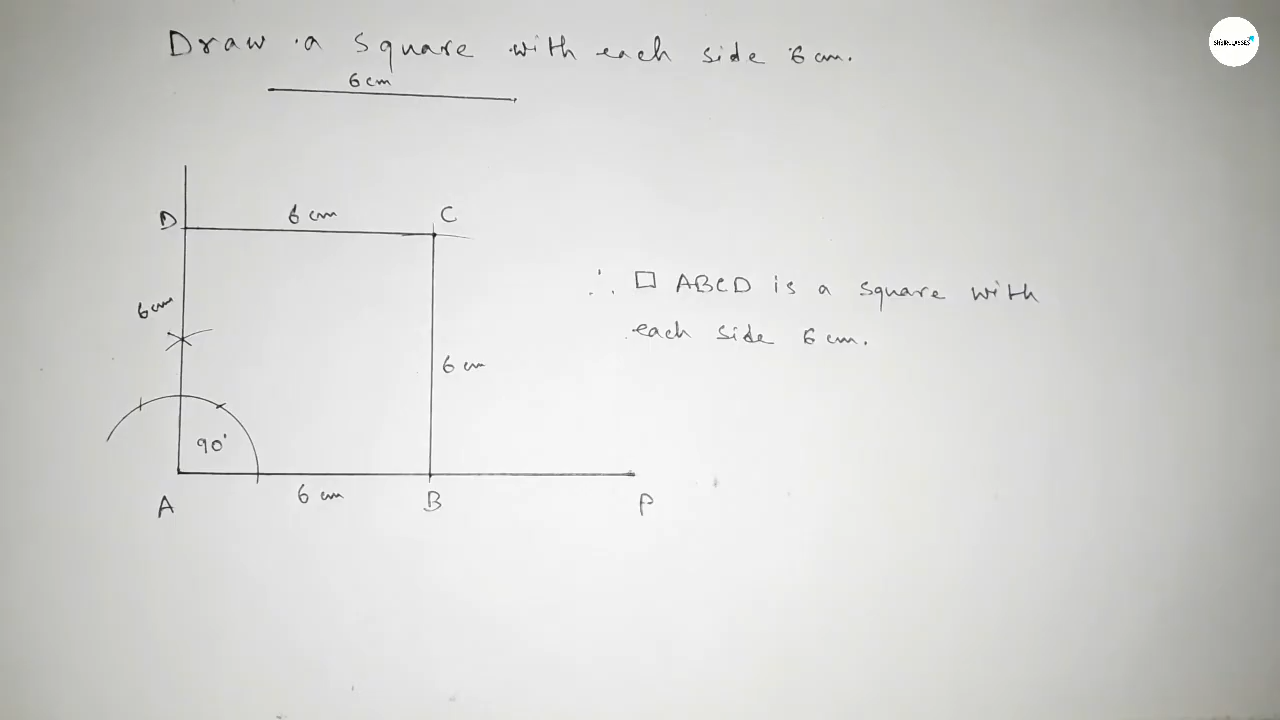 Draw a square with each side 6 cm.
6 cm
D
6 cm
C
6 cm
∴ □ ABCD is a square with
each side 6 cm.
6 cm
90°
A
6 cm
B
P